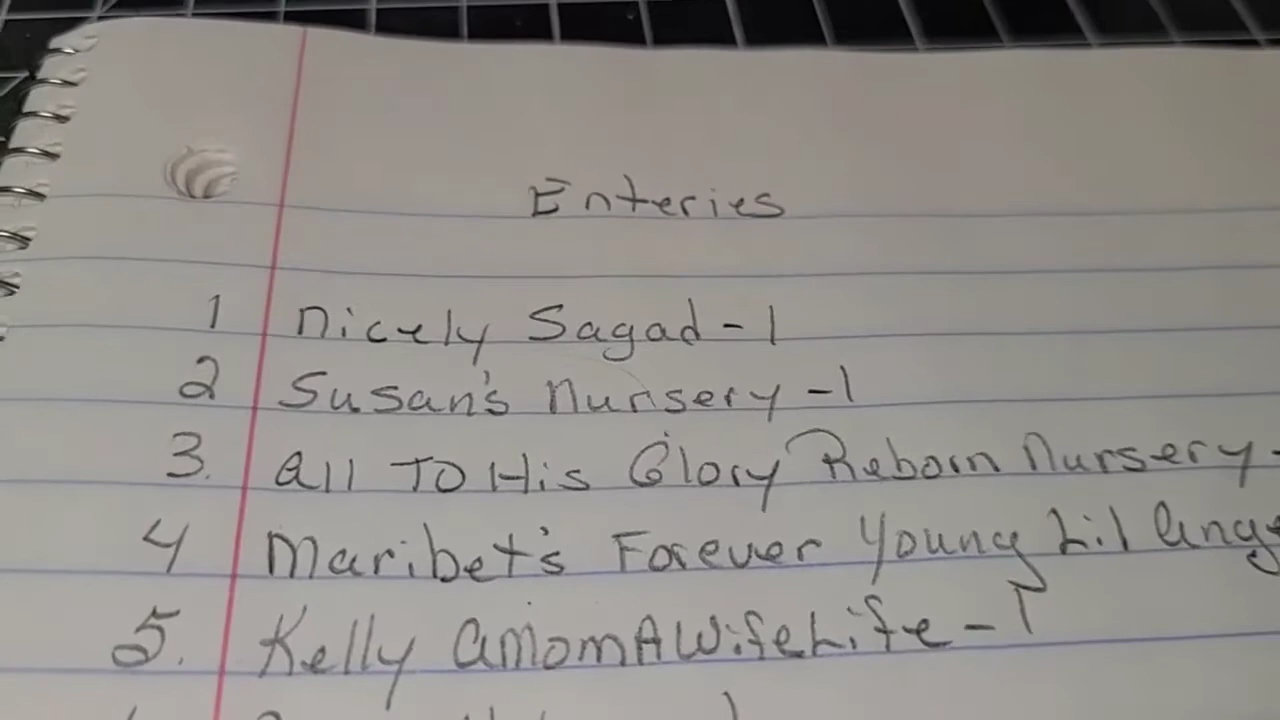 Enteries
1 Nicely Sagad - 1
2 Susan's Nursery - 1
3. All To His Glory Reborn Nursery -
4 Maribet's Forever Young Lil Ang
5. Kelly AMomAWifeLife - 1